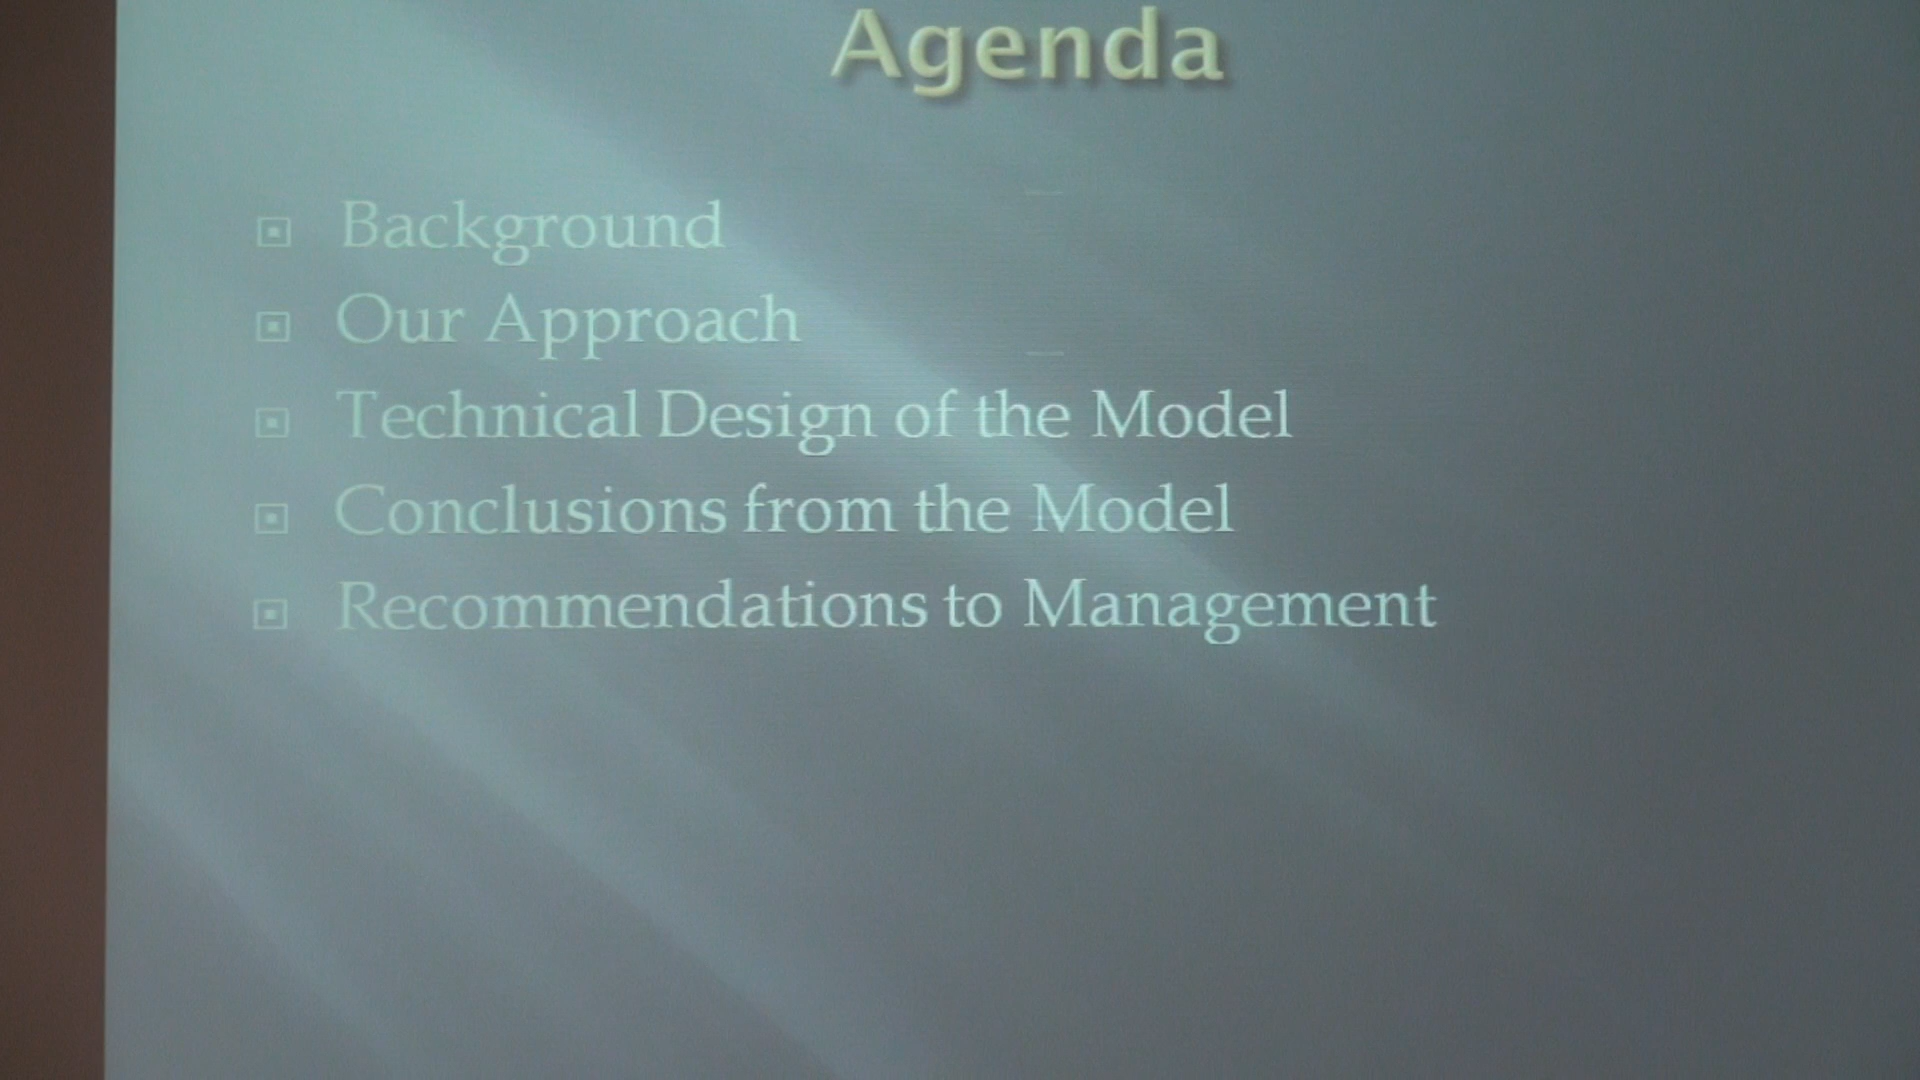 Agenda
Background
Our Approach
Technical Design of the Model
Conclusions from the Model
Recommendations to Management